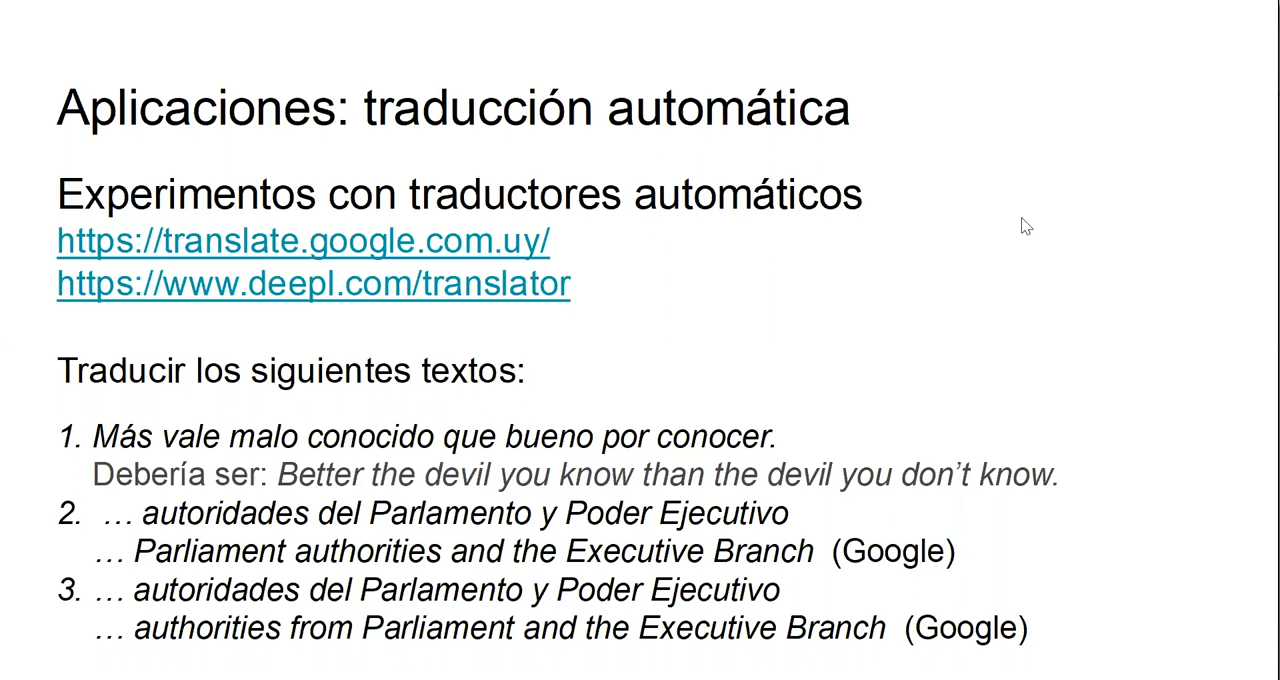 Aplicaciones: traducción automática
Experimentos con traductores automáticos
https://translate.google.com.uy/
https://www.deepl.com/translator
Traducir los siguientes textos:
1. Más vale malo conocido que bueno por conocer.
Debería ser: Better the devil you know than the devil you don’t know.
2. … autoridades del Parlamento y Poder Ejecutivo
… Parliament authorities and the Executive Branch (Google)
3. … autoridades del Parlamento y Poder Ejecutivo
… authorities from Parliament and the Executive Branch (Google)